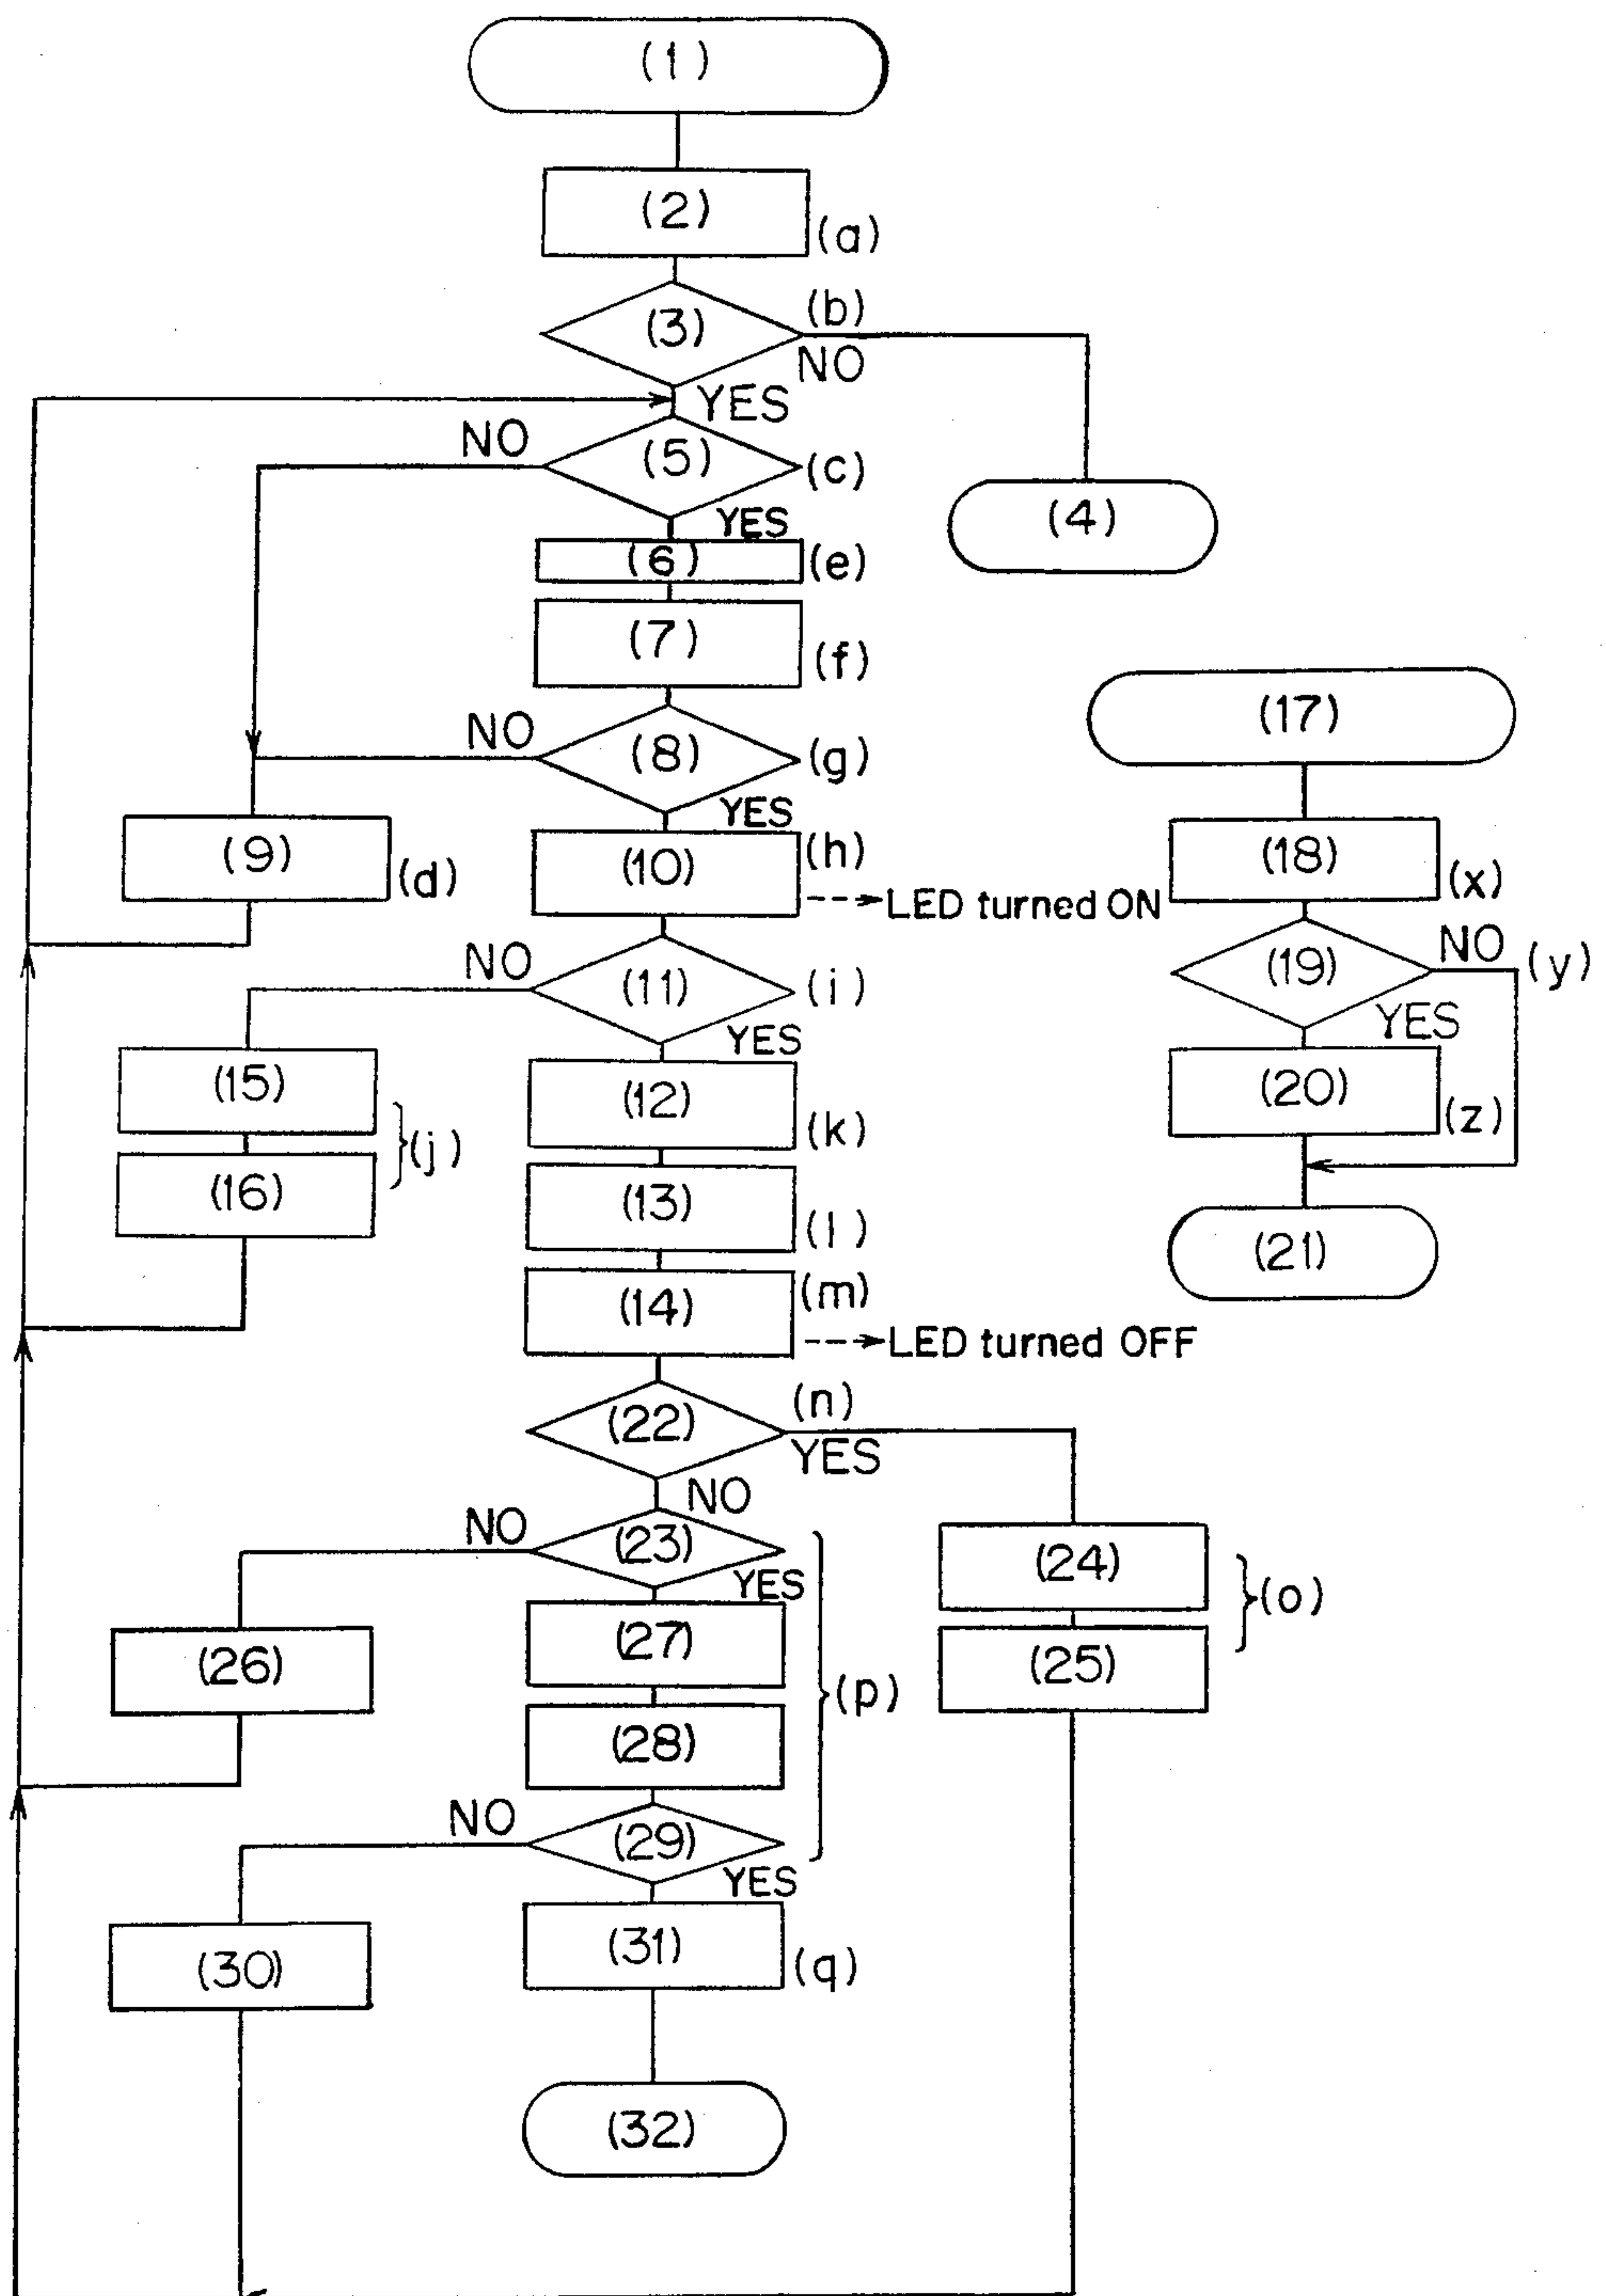 (1)
(2)
(a)
(3)
(b)
NO
YES
NO
(5)
(c)
YES
(4)
(6)
(e)
(7)
(f)
NO
(8)
(g)
YES
(9)
(d)
(10)
(h)
LED turned ON
NO
(11)
(i)
YES
(15)
(j)
(16)
(12)
(k)
(13)
(l)
(14)
(m)
LED turned OFF
(17)
(18)
(x)
(19)
NO
(y)
YES
(20)
(z)
(21)
(22)
(n)
YES
NO
NO
(23)
YES
(24)
(o)
(25)
(26)
(27)
(p)
(28)
NO
(29)
YES
(30)
(31)
(q)
(32)